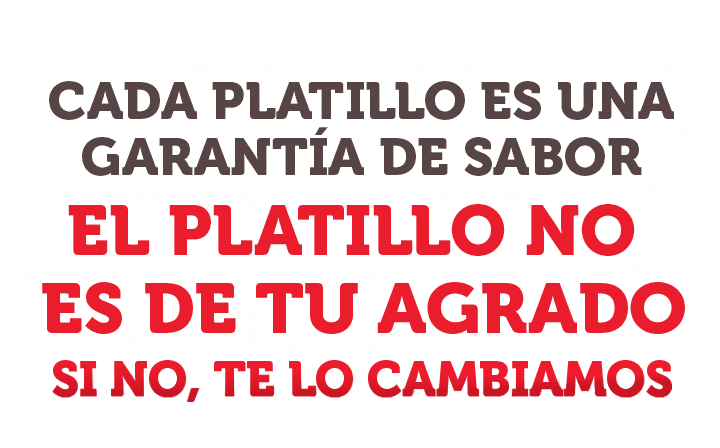 CADA PLATILLO ES UNA
GARANTÍA DE SABOR
EL PLATILLO NO
ES DE TU AGRADO
SI NO, TE LO CAMBIAMOS